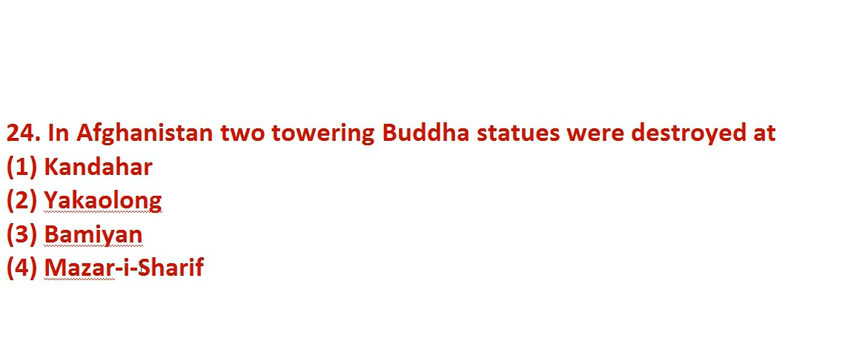 24. In Afghanistan two towering Buddha statues were destroyed at
(1) Kandahar
(2) Yakaolong
(3) Bamiyan
(4) Mazar-i-Sharif